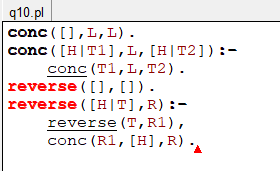 q10.pl
conc([],L,L).
conc([H|T1],L,[H|T2]):-
    conc(T1,L,T2).
reverse([],[]).
reverse([H|T],R):-
    reverse(T,R1),
    conc(R1,[H],R).